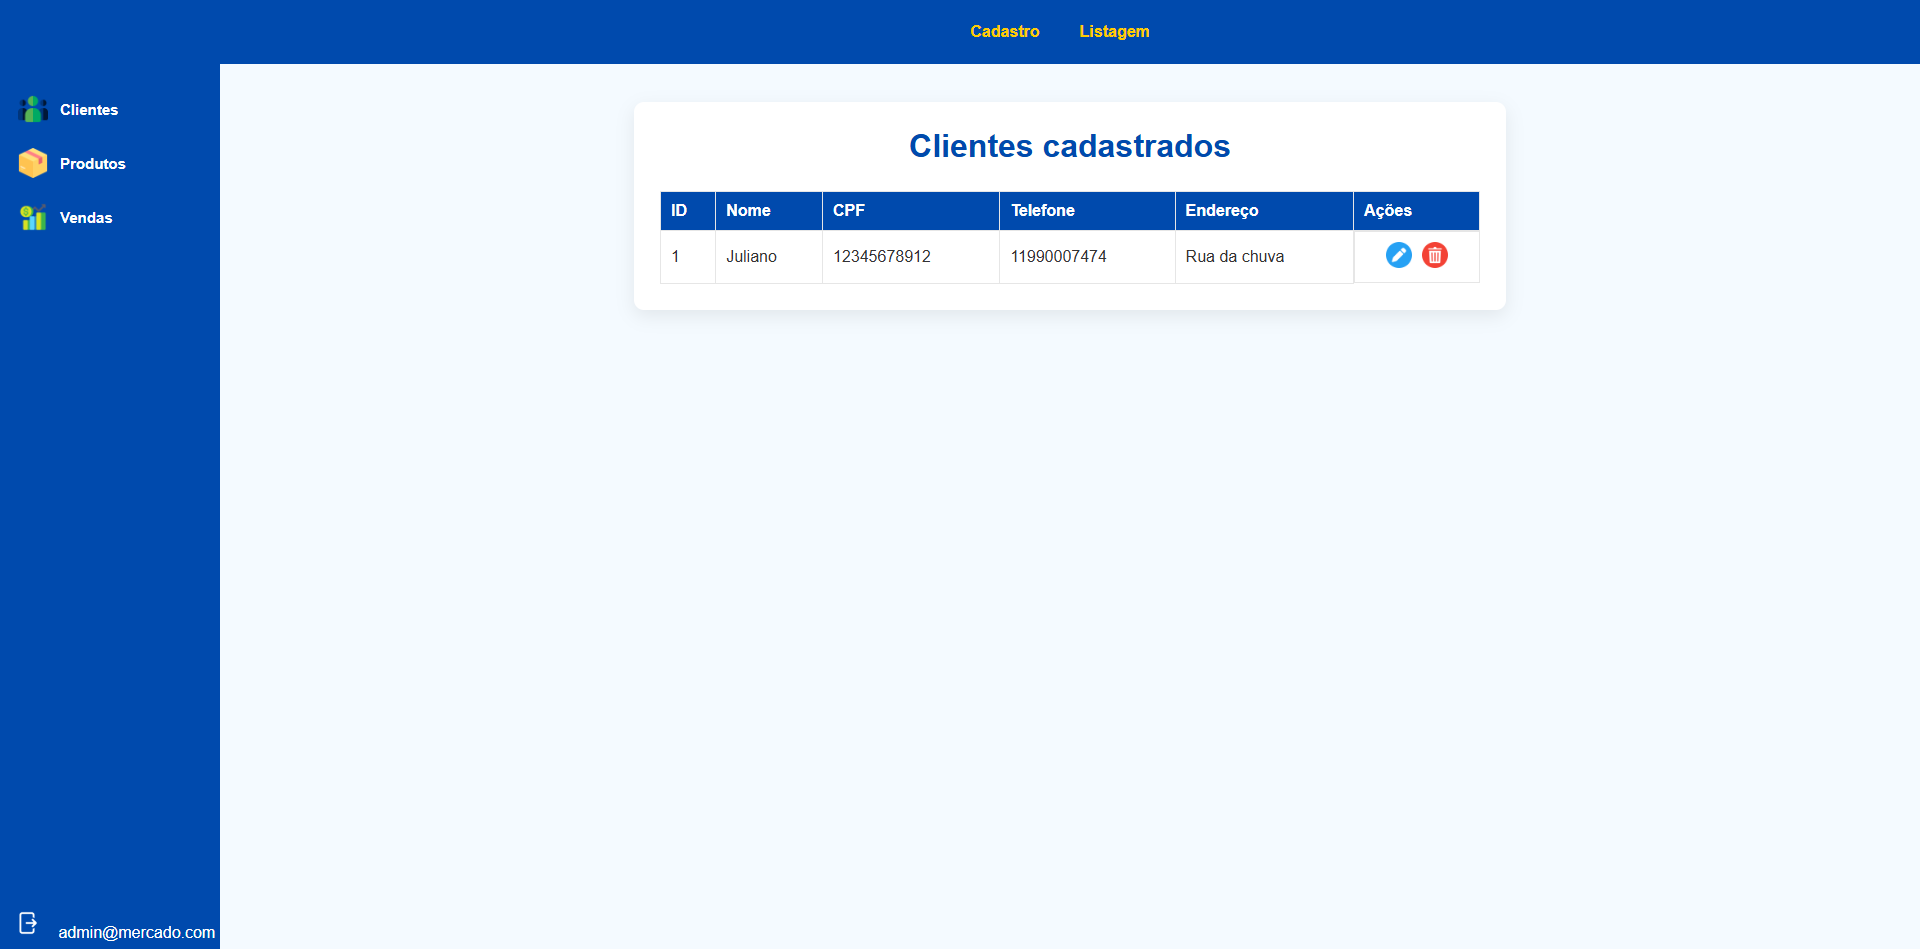 Cadastro Listagem
Clientes
Produtos
Vendas
Clientes cadastrados
ID Nome CPF Telefone Endereço Ações
1 Juliano 12345678912 11990007474 Rua da chuva
admin@mercado.com